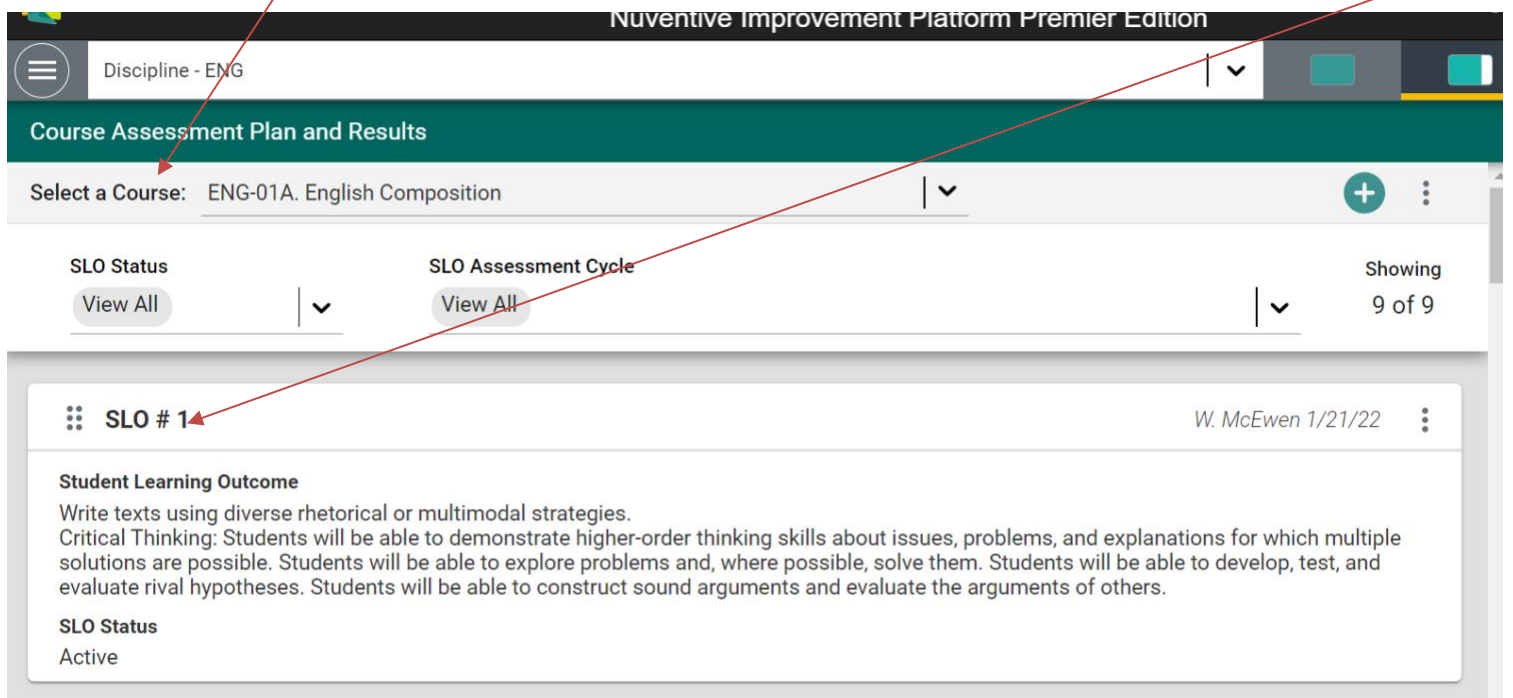 Nuventive Improvement Platform Premier Edition
Discipline - ENG
Course Assessment Plan and Results
Select a Course: ENG-01A. English Composition
SLO Status SLO Assessment Cycle Showing
View All View All 9 of 9
SLO # 1 W. McEwen 1/21/22
Student Learning Outcome
Write texts using diverse rhetorical or multimodal strategies.
Critical Thinking: Students will be able to demonstrate higher-order thinking skills about issues, problems, and explanations for which multiple
solutions are possible. Students will be able to explore problems and, where possible, solve them. Students will be able to develop, test, and
evaluate rival hypotheses. Students will be able to construct sound arguments and evaluate the arguments of others.
SLO Status
Active